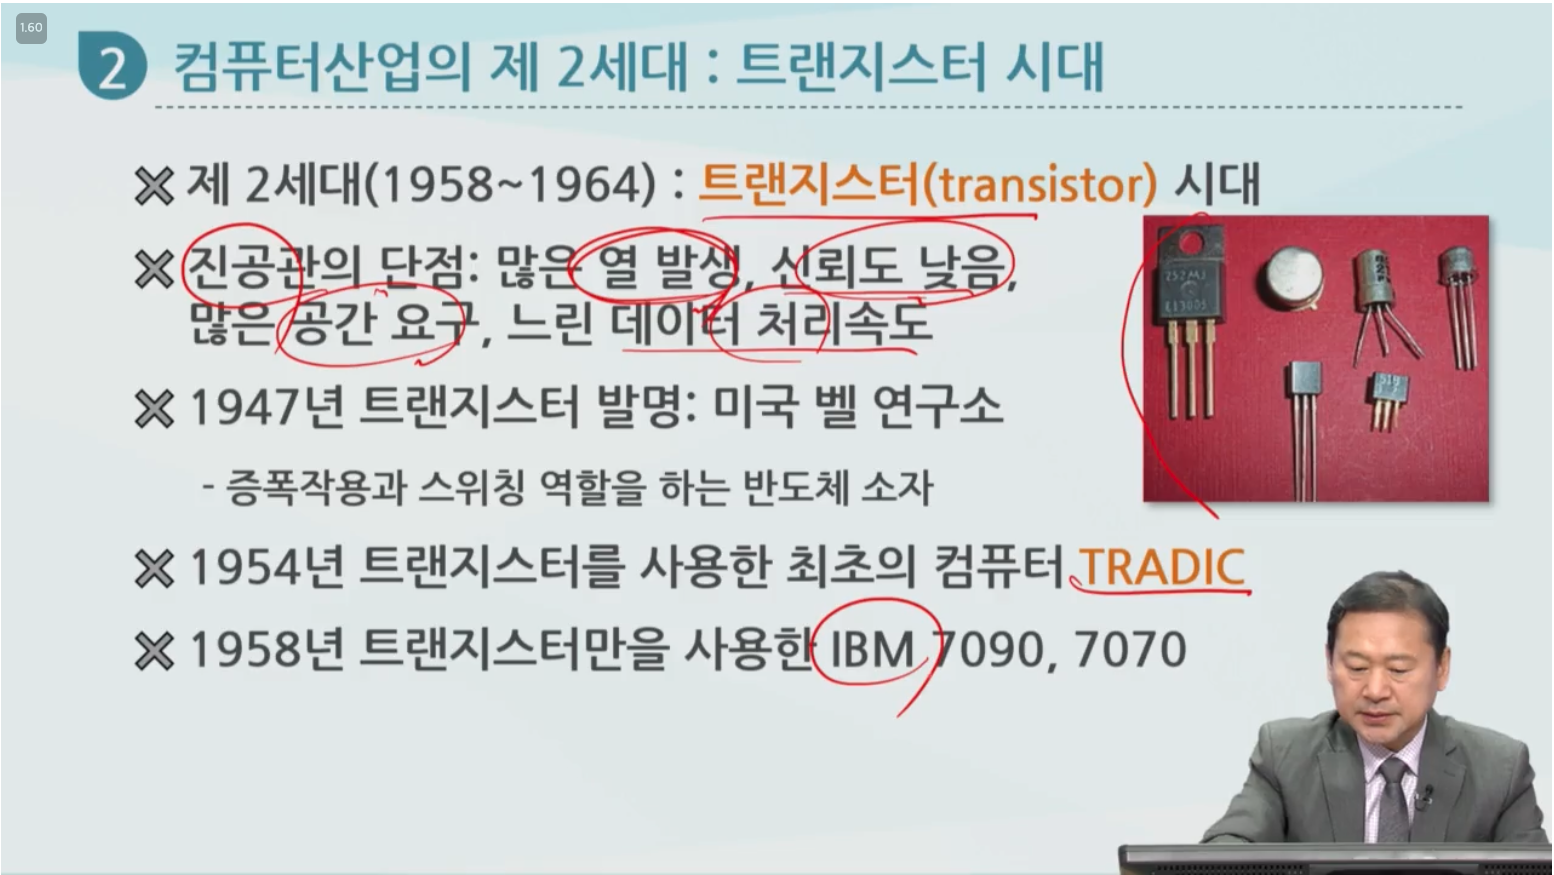 1.60
2 컴퓨터산업의 제 2세대 : 트랜지스터 시대
제 2세대(1958~1964) : 트랜지스터(transistor) 시대
진공관의 단점: 많은 열 발생, 신뢰도 낮음,
많은 공간 요구, 느린 데이터 처리속도
1947년 트랜지스터 발명: 미국 벨 연구소
- 증폭작용과 스위칭 역할을 하는 반도체 소자
1954년 트랜지스터를 사용한 최초의 컴퓨터 TRADIC
1958년 트랜지스터만을 사용한 IBM 7090, 7070